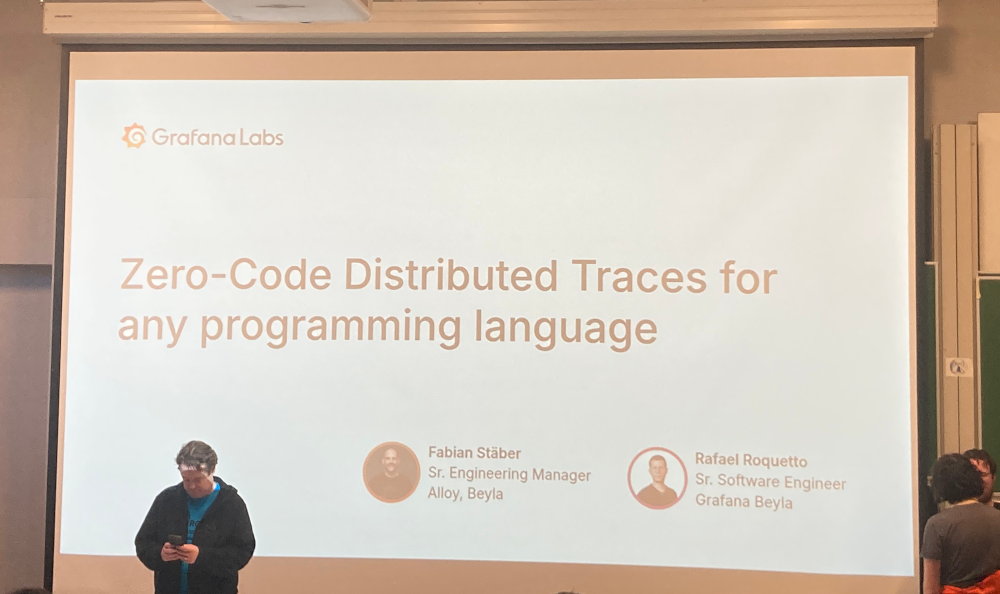 Grafana Labs
Zero-Code Distributed Traces for
any programming language
Fabian Stäber
Sr. Engineering Manager
Alloy, Beyla
Rafael Roquetto
Sr. Software Engineer
Grafana Beyla